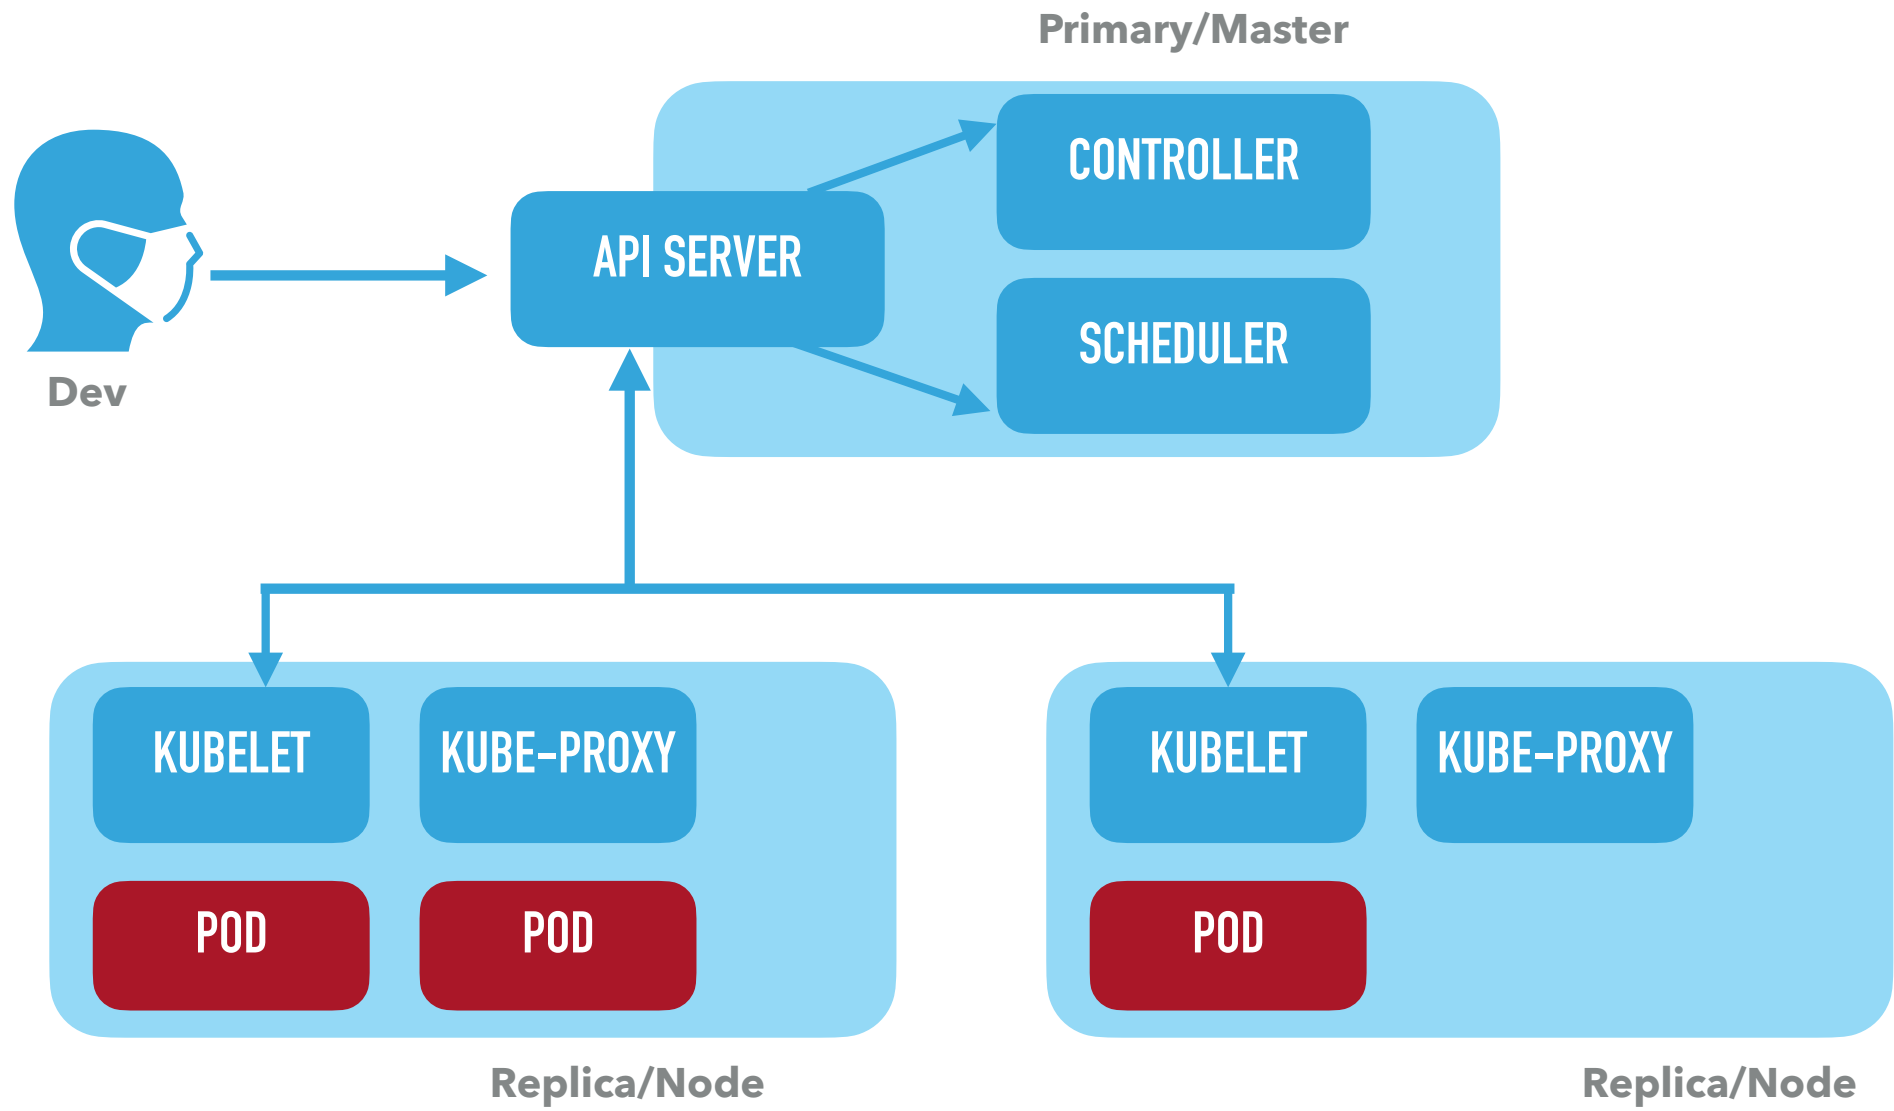 Primary/Master
CONTROLLER
API SERVER
SCHEDULER
Dev
KUBELET
KUBE-PROXY
KUBELET
KUBE-PROXY
POD
POD
POD
Replica/Node
Replica/Node